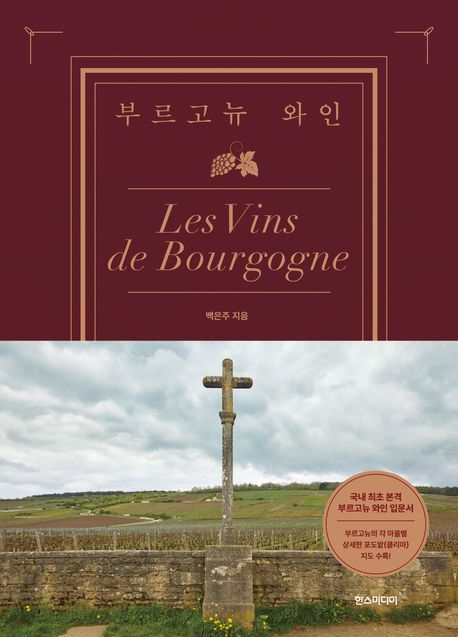 부르고뉴 와인
Les Vins
de Bourgogne
백은주 지음
국내 최초 본격
부르고뉴 와인 입문서
부르고뉴의 각 마을별
상세한 포도밭(클리마)
지도 수록!
한스미디어